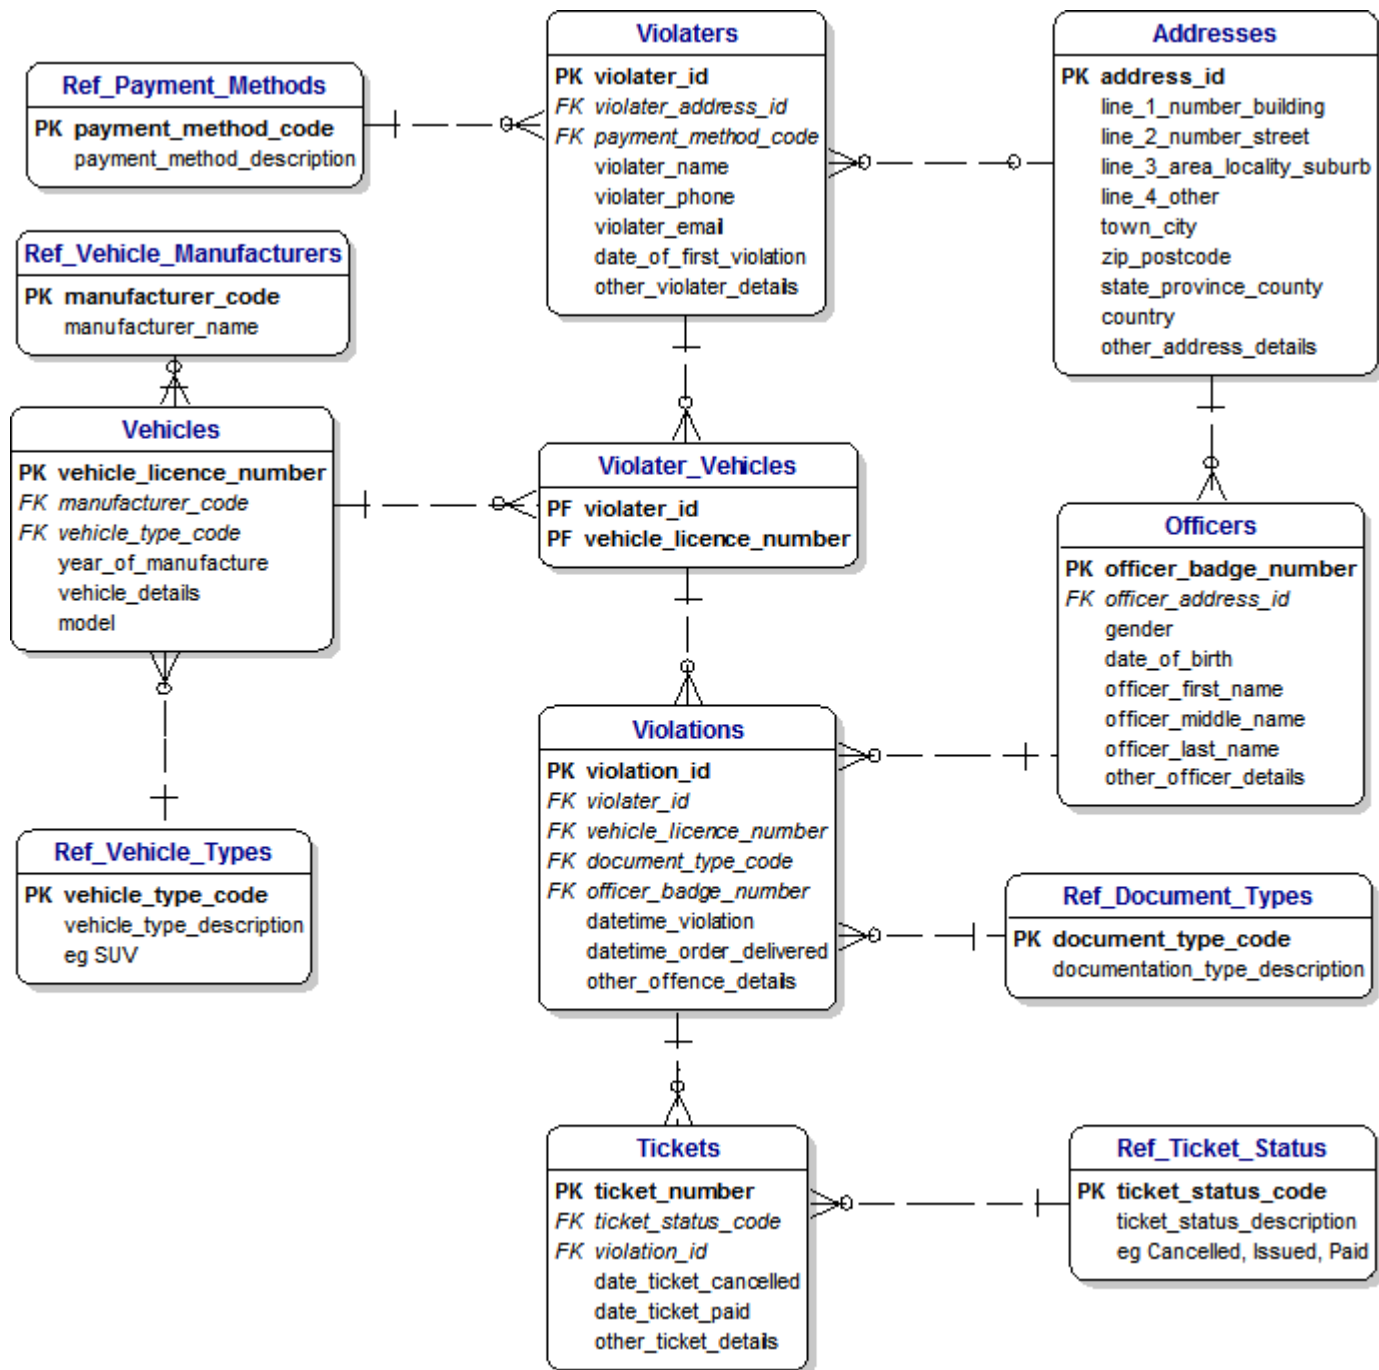 Violaters
PK violater_id
FK violater_address_id
FK payment_method_code
violater_name
violater_phone
violater_email
date_of_first_violation
other_violater_details
Addresses
PK address_id
line_1_number_building
line_2_number_street
line_3_area_locality_suburb
line_4_other
town_city
zip_postcode
state_province_county
country
other_address_details
Ref_Payment_Methods
PK payment_method_code
payment_method_description
Ref_Vehicle_Manufacturers
PK manufacturer_code
manufacturer_name
Vehicles
PK vehicle_licence_number
FK manufacturer_code
FK vehicle_type_code
year_of_manufacture
vehicle_details
model
Violater_Vehicles
PF violater_id
PF vehicle_licence_number
Officers
PK officer_badge_number
FK officer_address_id
gender
date_of_birth
officer_first_name
officer_middle_name
officer_last_name
other_officer_details
Violations
PK violation_id
FK violater_id
FK vehicle_licence_number
FK document_type_code
FK officer_badge_number
datetime_violation
datetime_order_delivered
other_offence_details
Ref_Vehicle_Types
PK vehicle_type_code
vehicle_type_description
eg SUV
Ref_Document_Types
PK document_type_code
documentation_type_description
Tickets
PK ticket_number
FK ticket_status_code
FK violation_id
date_ticket_cancelled
date_ticket_paid
other_ticket_details
Ref_Ticket_Status
PK ticket_status_code
ticket_status_description
eg Cancelled, Issued, Paid